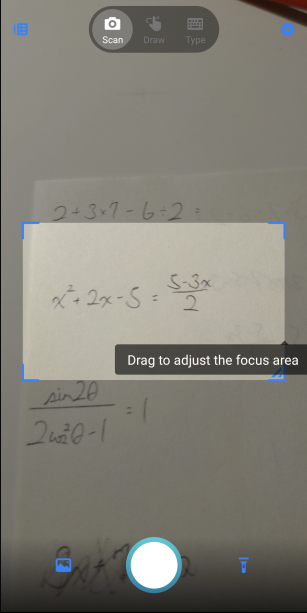 Scan Draw Type
2 + 3×7 - 6 ÷ 2 =
x² + 2x - 5 = (5-3x)/2
Drag to adjust the focus area
sin2θ/(2cos²θ-1) = 1